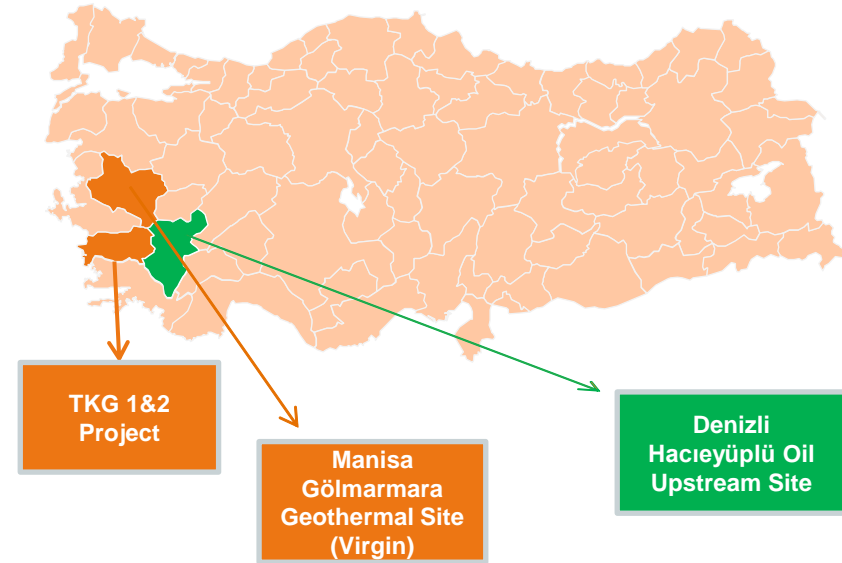 TKG 1&2
Project
Manisa
Gölmarmara
Geothermal Site
(Virgin)
Denizli
Hacıeyüplü Oil
Upstream Site